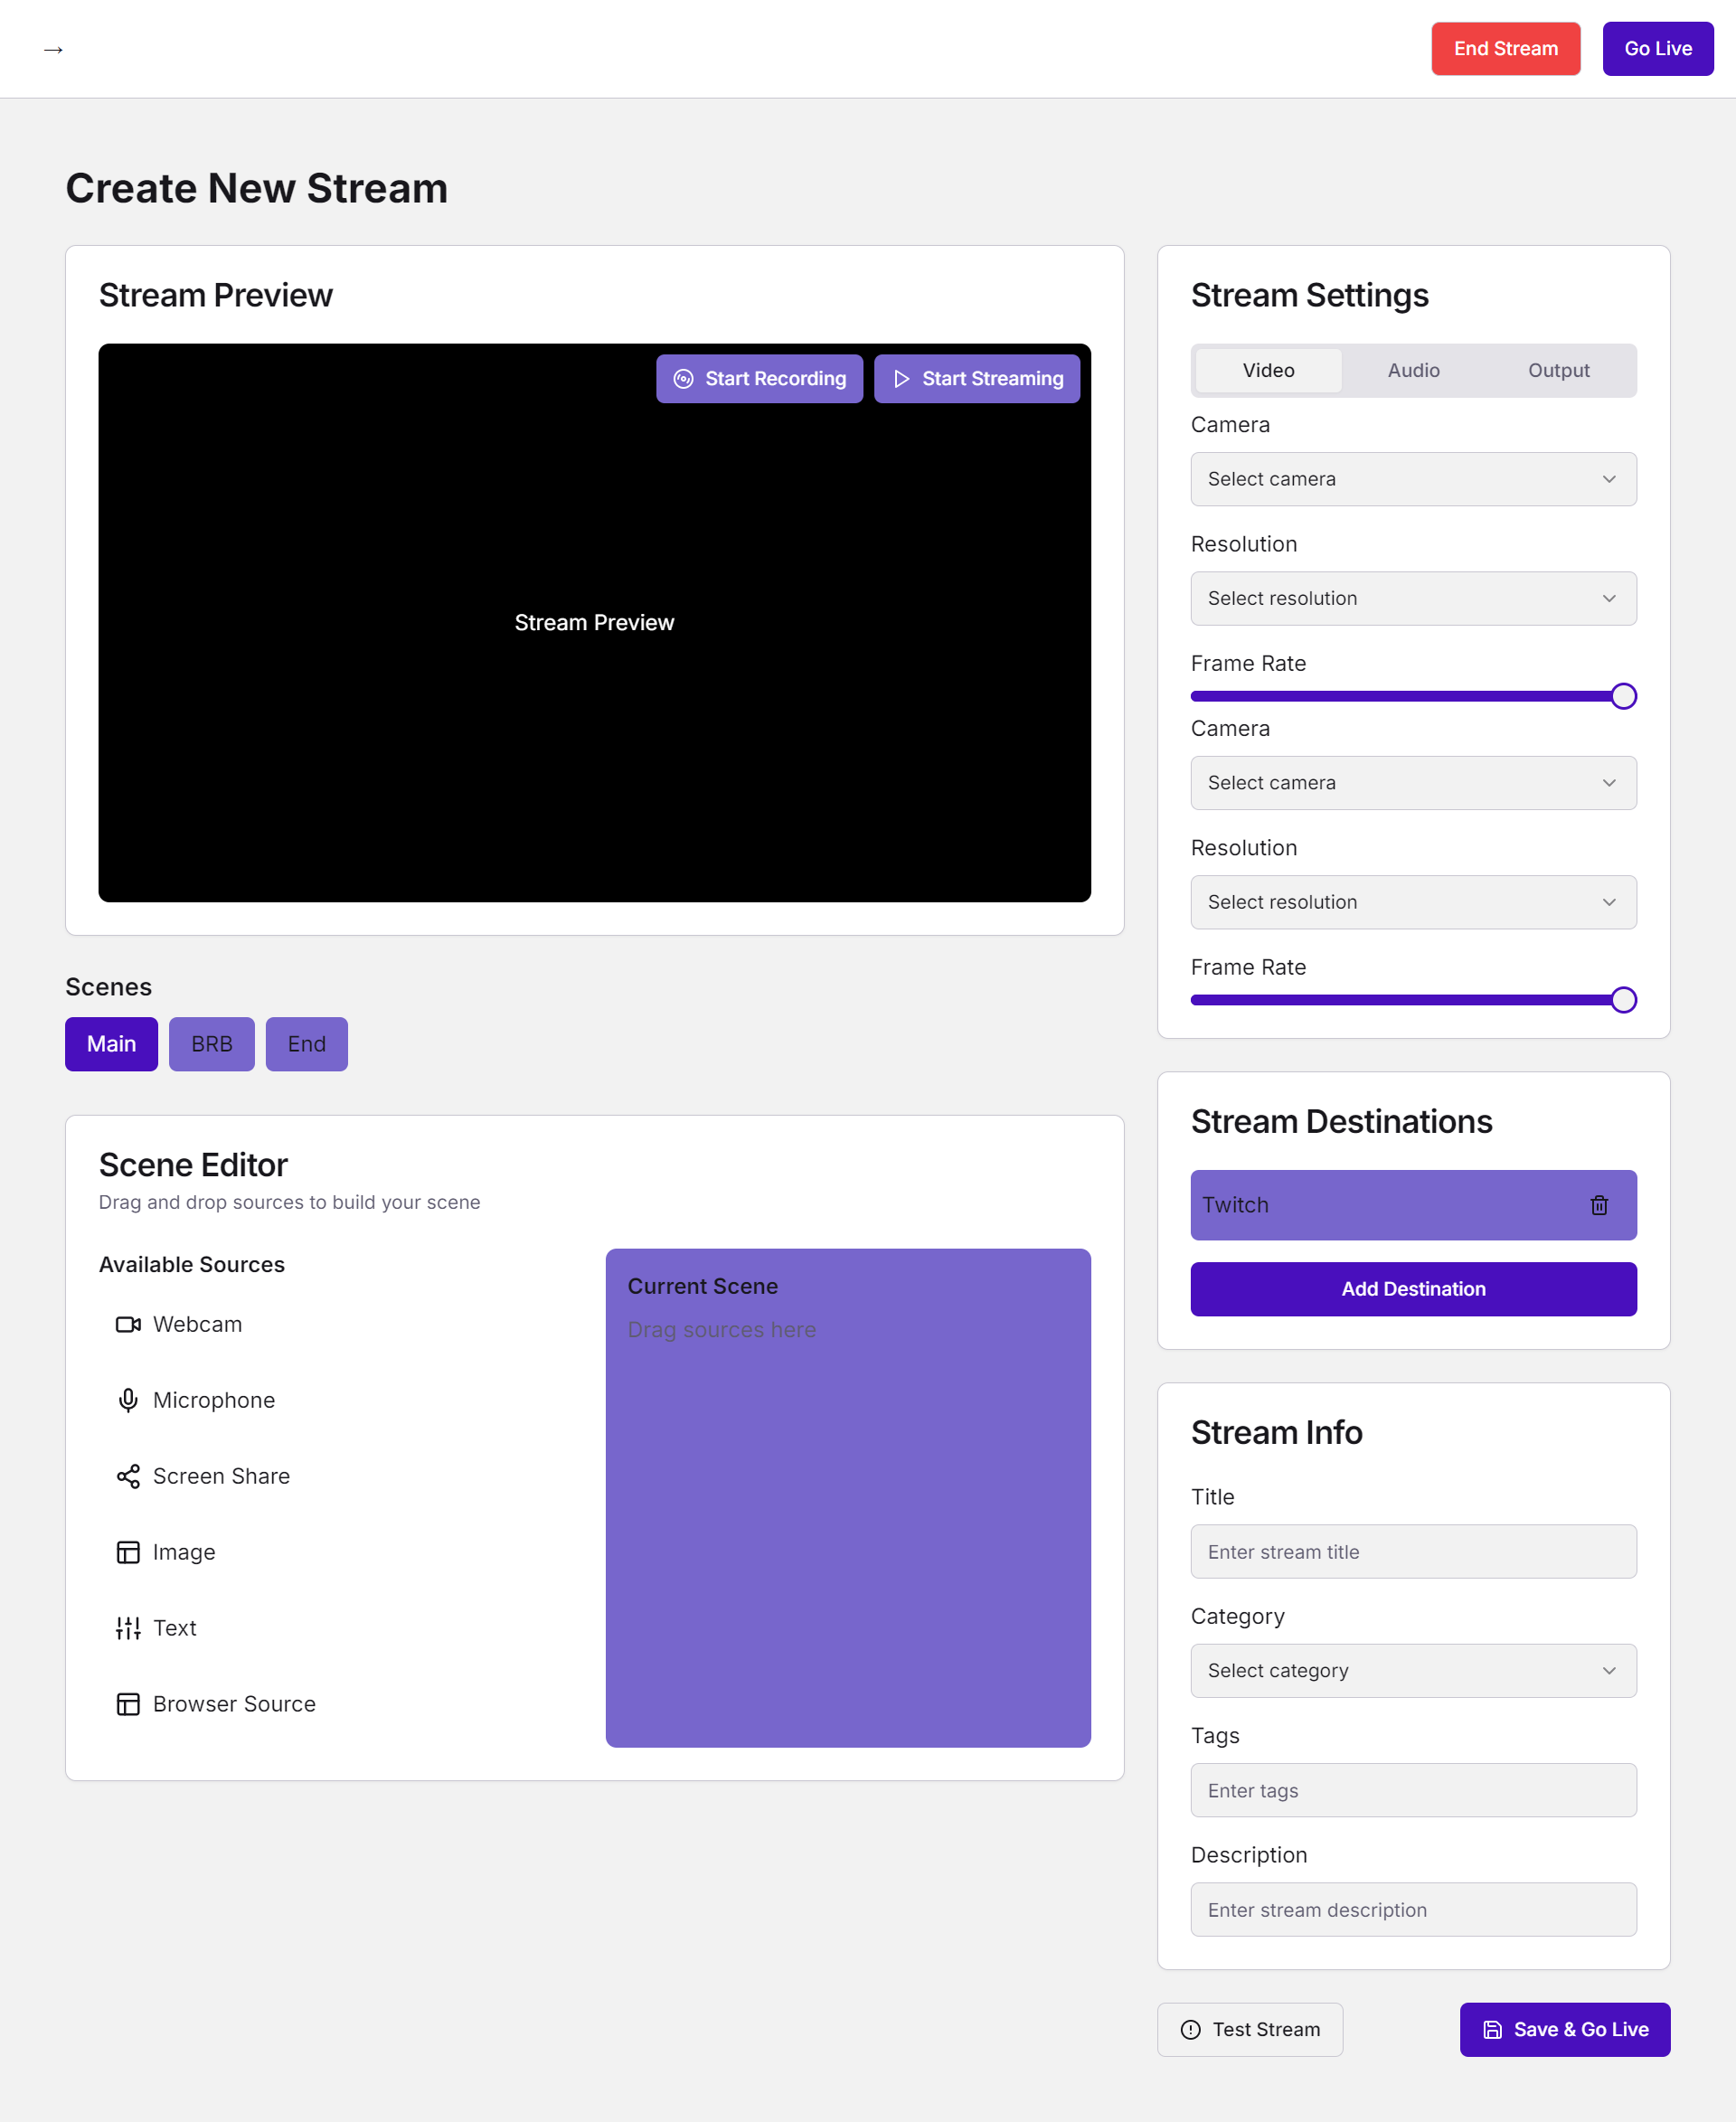 →
End Stream
Go Live
Create New Stream
Stream Preview
Start Recording
Start Streaming
Stream Preview
Scenes
Main
BRB
End
Scene Editor
Drag and drop sources to build your scene
Available Sources
Webcam
Microphone
Screen Share
Image
Text
Browser Source
Current Scene
Drag sources here
Stream Settings
Video
Audio
Output
Camera
Select camera
Resolution
Select resolution
Frame Rate
Camera
Select camera
Resolution
Select resolution
Frame Rate
Stream Destinations
Twitch
Add Destination
Stream Info
Title
Enter stream title
Category
Select category
Tags
Enter tags
Description
Enter stream description
Test Stream
Save & Go Live